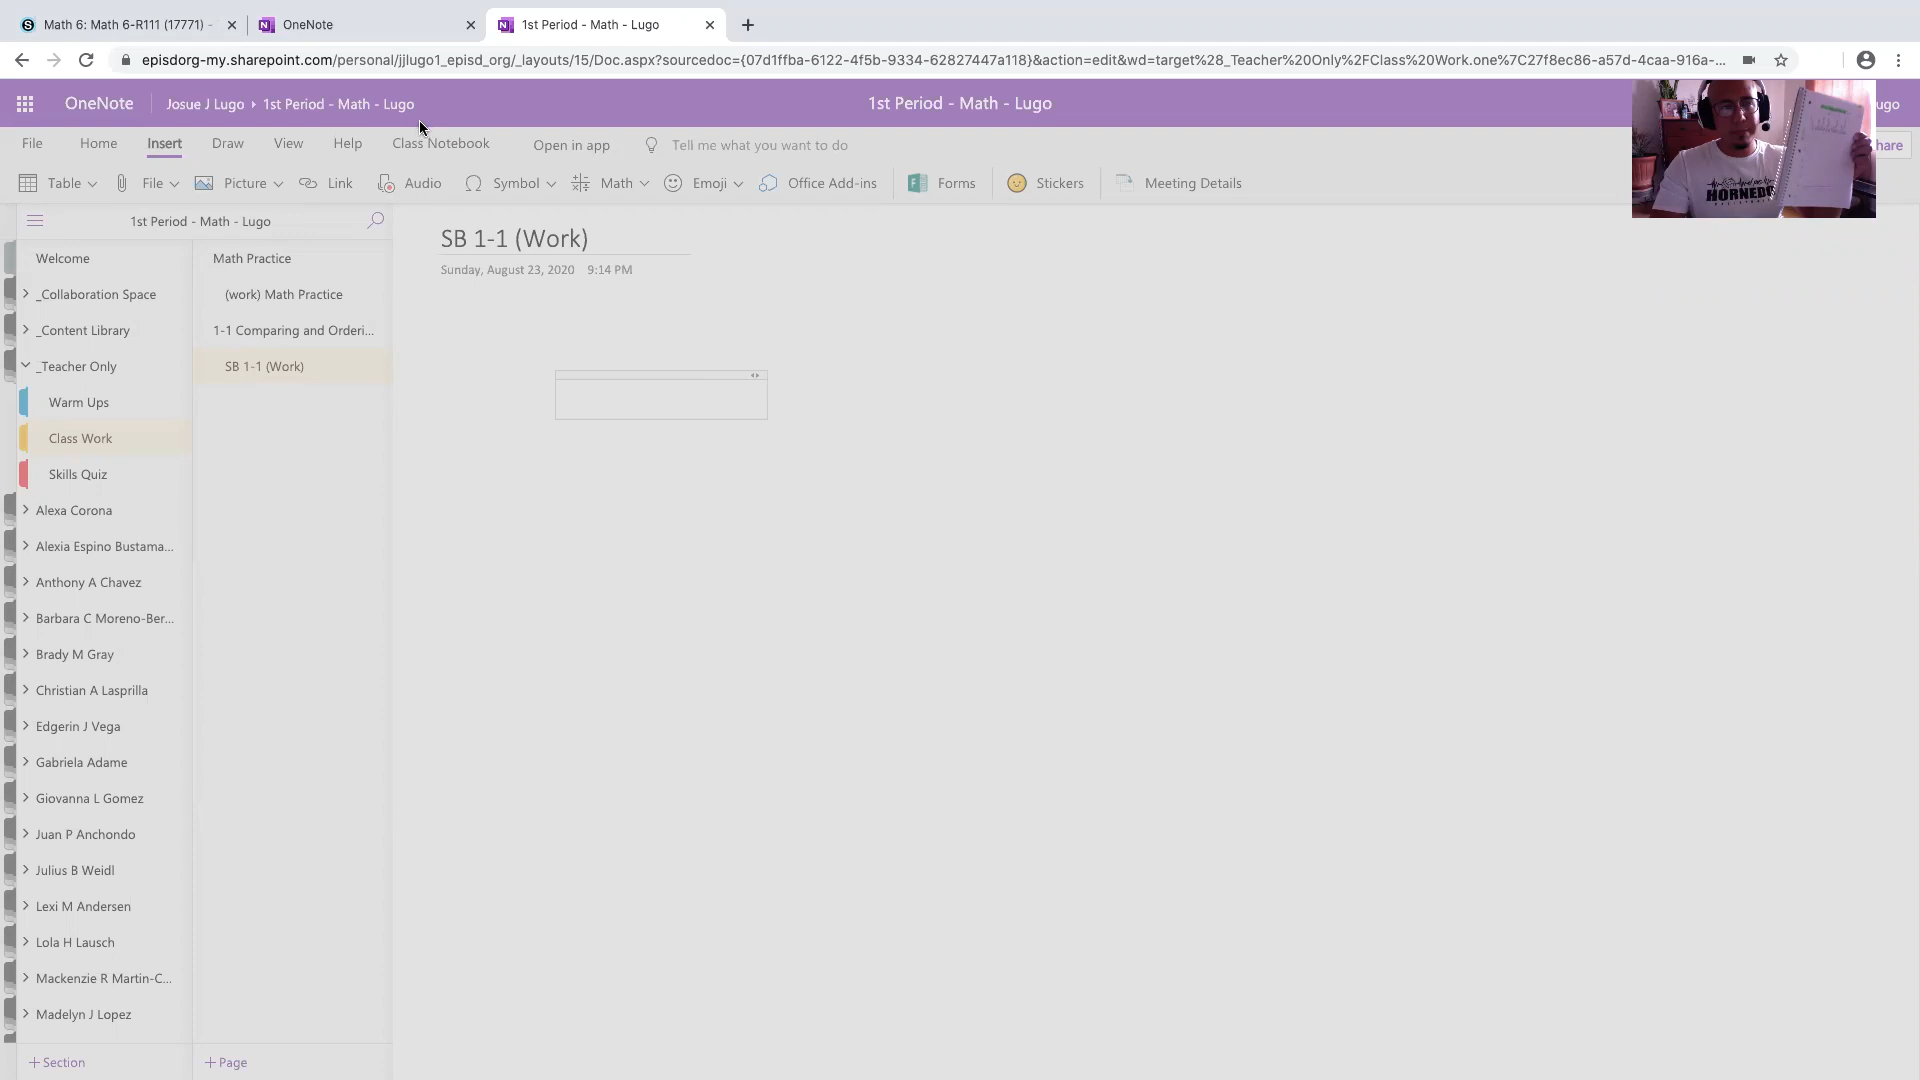 Math 6: Math 6-R111 (17771) -
OneNote
1st Period - Math - Lugo
episdorg-my.sharepoint.com/personal/jjlugo1_episd_org/_layouts/15/Doc.aspx?sourcedoc={07d1ffba-6122-4f5b-9334-62827447a118}&action=edit&wd=target%28_Teacher%20Only%2FClass%20Work.one%7C27f8ec86-a57d-4caa-916a-...
OneNote
Josue J Lugo
1st Period - Math - Lugo
1st Period - Math - Lugo
ugo
File
Home
Insert
Draw
View
Help
Class Notebook
Open in app
Tell me what you want to do
hare
Table
File
Picture
Link
Audio
Symbol
Math
Emoji
Office Add-ins
Forms
Stickers
Meeting Details
HORNEDO
1st Period - Math - Lugo
Welcome
_Collaboration Space
_Content Library
_Teacher Only
Warm Ups
Class Work
Skills Quiz
Alexa Corona
Alexia Espino Bustama...
Anthony A Chavez
Barbara C Moreno-Ber...
Brady M Gray
Christian A Lasprilla
Edgerin J Vega
Gabriela Adame
Giovanna L Gomez
Juan P Anchondo
Julius B Weidl
Lexi M Andersen
Lola H Lausch
Mackenzie R Martin-C...
Madelyn J Lopez
+ Section
Math Practice
(work) Math Practice
1-1 Comparing and Orderi...
SB 1-1 (Work)
+ Page
SB 1-1 (Work)
Sunday, August 23, 2020 9:14 PM